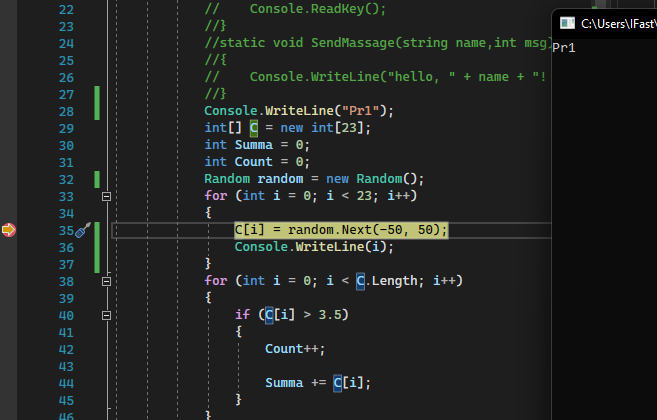 22 // Console.ReadKey();
23 //}
24 //static void SendMassage(string name,int msg)
25 //{
26 // Console.WriteLine("hello, " + name + "!
27 //}
28 Console.WriteLine("Pr1");
29 int[] C = new int[23];
30 int Summa = 0;
31 int Count = 0;
32 Random random = new Random();
33 for (int i = 0; i < 23; i++)
34 {
35 C[i] = random.Next(-50, 50);
36 Console.WriteLine(i);
37 }
38 for (int i = 0; i < C.Length; i++)
39 {
40 if (C[i] > 3.5)
41 {
42 Count++;
43
44 Summa += C[i];
45 }
46 }
C:\Users\IFast\
Pr1